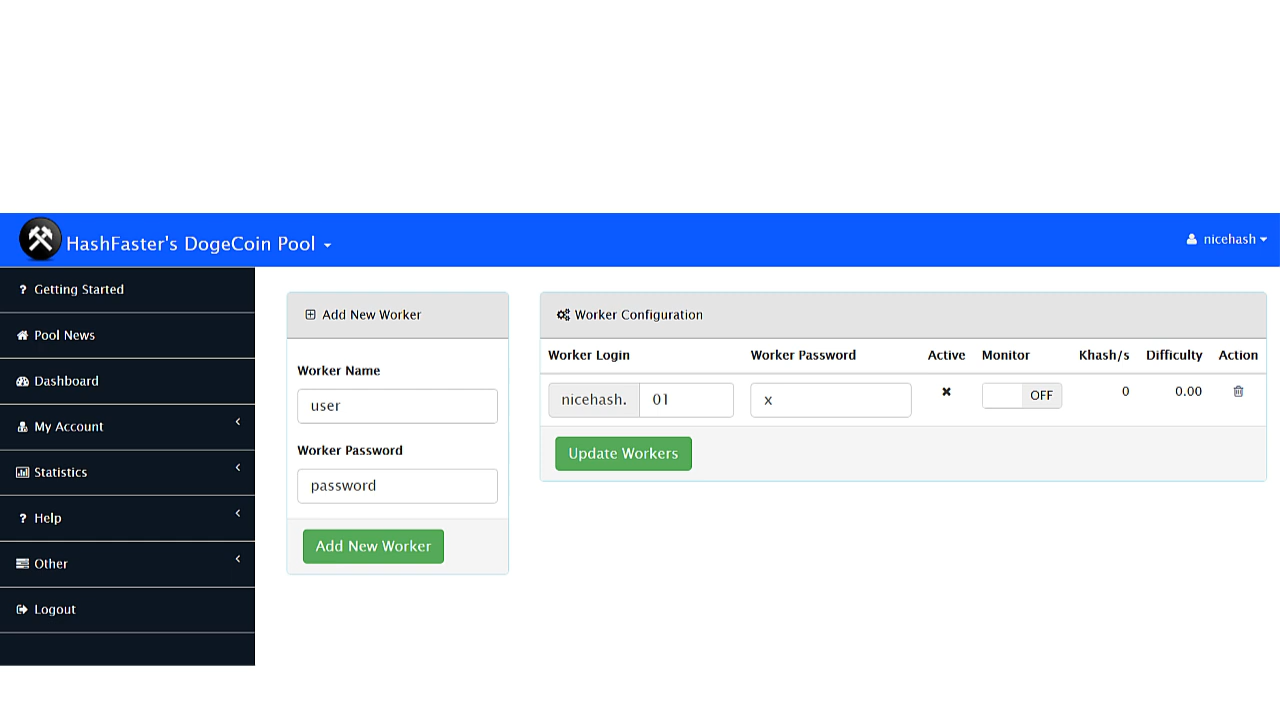 HashFaster's DogeCoin Pool
nicehash
Getting Started
Pool News
Dashboard
My Account
Statistics
Help
Other
Logout
Add New Worker
Worker Name
user
Worker Password
password
Add New Worker
Worker Configuration
Worker Login Worker Password Active Monitor Khash/s Difficulty Action
nicehash. 01 x OFF 0 0.00
Update Workers